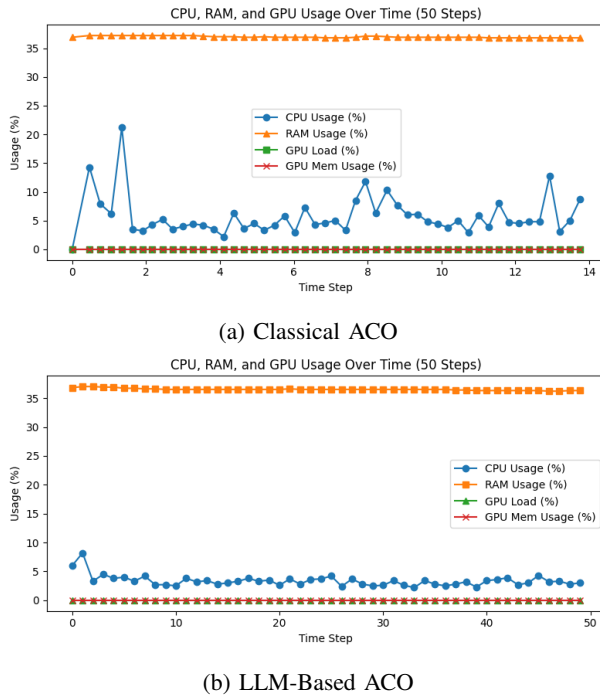 CPU, RAM, and GPU Usage Over Time (50 Steps)
35
30
25
20
15
10
5
0
Usage (%)
CPU Usage (%)
RAM Usage (%)
GPU Load (%)
GPU Mem Usage (%)
0 2 4 6 8 10 12 14
Time Step
(a) Classical ACO
CPU, RAM, and GPU Usage Over Time (50 Steps)
35
30
25
20
15
10
5
0
Usage (%)
CPU Usage (%)
RAM Usage (%)
GPU Load (%)
GPU Mem Usage (%)
0 10 20 30 40 50
Time Step
(b) LLM-Based ACO